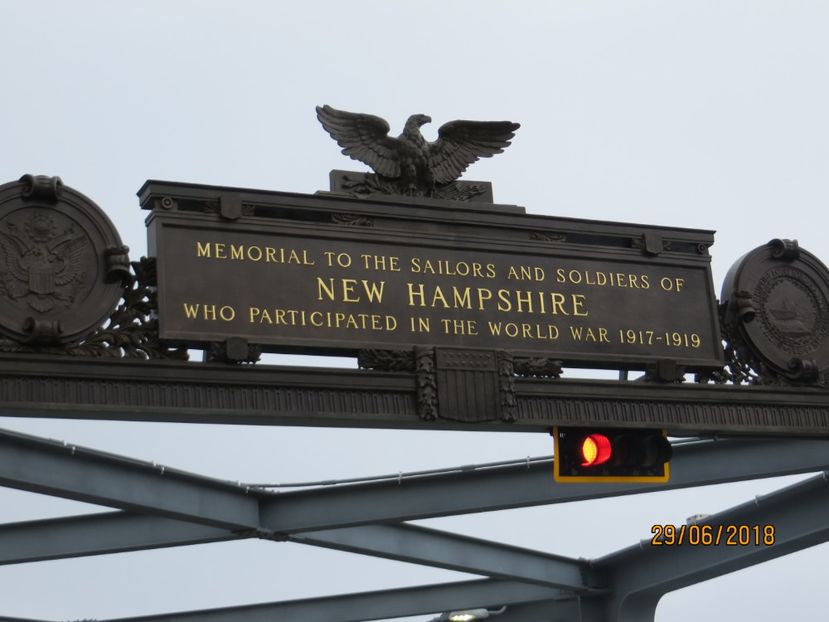 MEMORIAL TO THE SAILORS AND SOLDIERS OF
NEW HAMPSHIRE
WHO PARTICIPATED IN THE WORLD WAR 1917-1919
29/06/2018